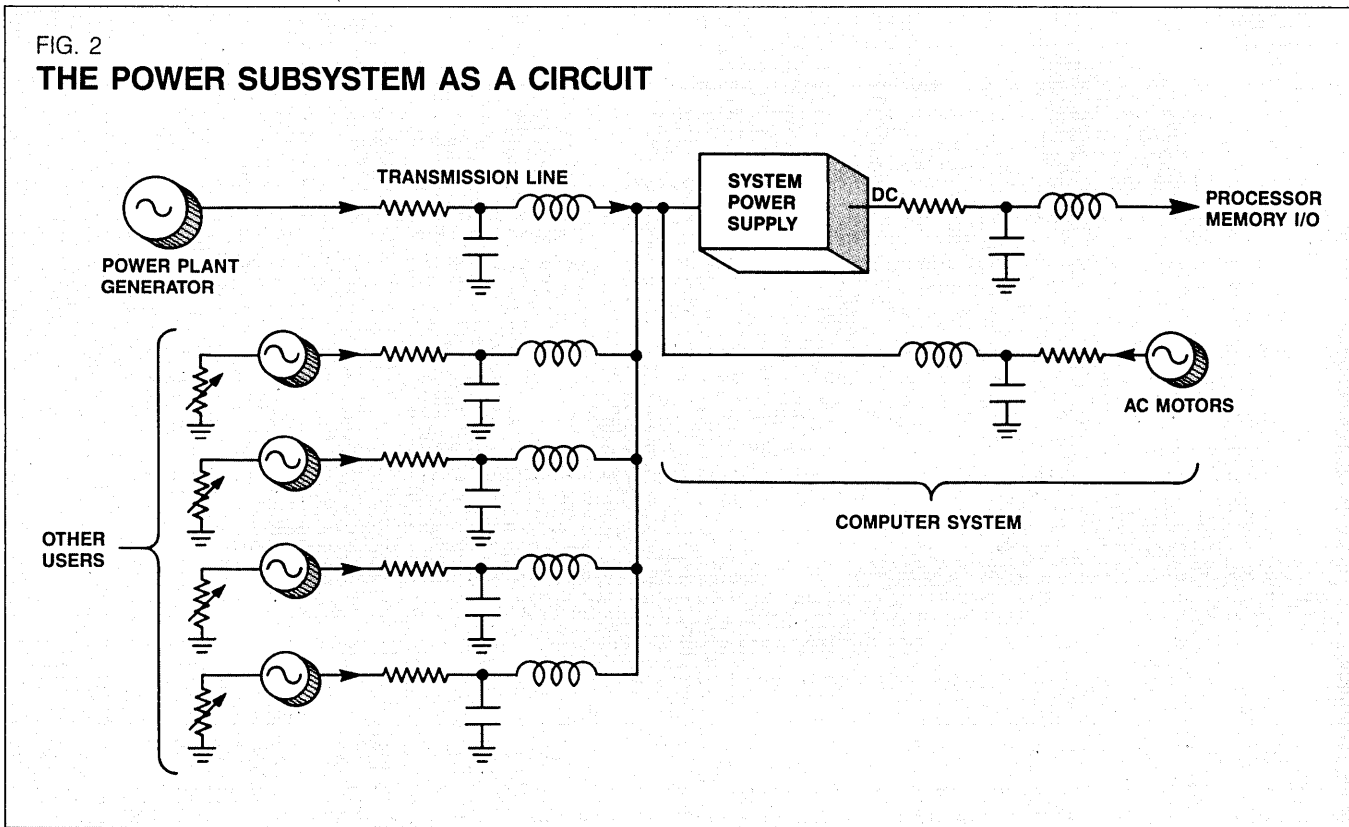 FIG. 2
THE POWER SUBSYSTEM AS A CIRCUIT
TRANSMISSION LINE
POWER PLANT
GENERATOR
SYSTEM
POWER
SUPPLY
DC
PROCESSOR
MEMORY I/O
AC MOTORS
COMPUTER SYSTEM
OTHER
USERS